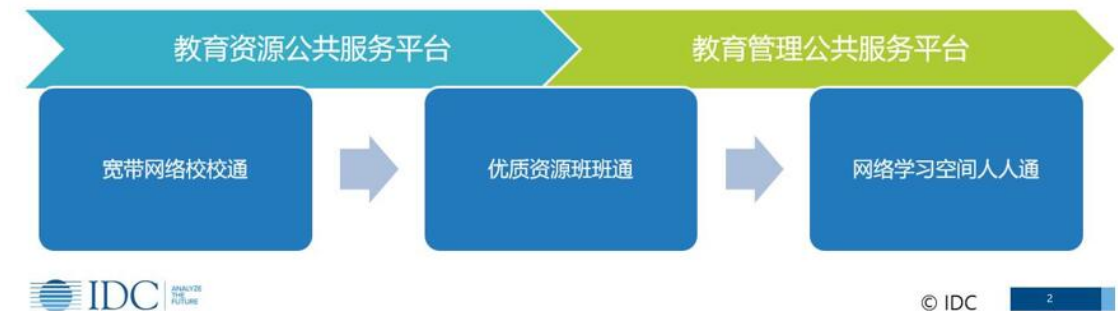 教育资源公共服务平台
教育管理公共服务平台
宽带网络校校通
优质资源班班通
网络学习空间人人通
IDC
ANALYZE
THE
FUTURE
© IDC
2